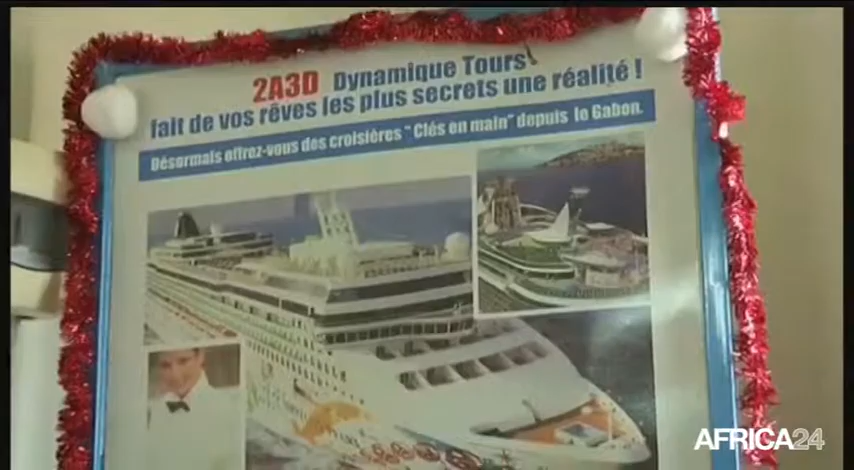 2A3D Dynamique Tours
fait de vos rêves les plus secrets une réalité !
Désormais offrez-vous des croisières " Clés en main" depuis le Gabon.
AFRICA24